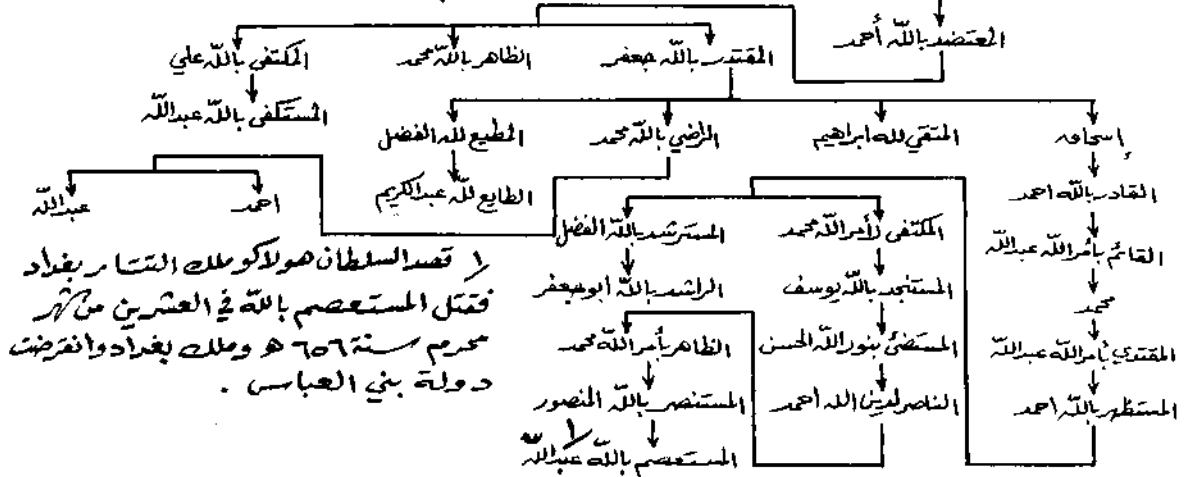 المعتضد بالله أحمد
المقتدر بالله جعفر
الظاهر بالله محمد
المكتفي بالله علي
المستكفي بالله عبدالله
إسحاق
المتقي لله ابراهيم
الراضي بالله محمد
المطيع لله الفضل
القادر بالله احمد
الطايع لله عبدالكريم
احمد
عبدالله
القائم بأمر الله عبدالله
المكتفي لأمر الله محمد
المسترشد بالله الفضل
محمد
المستنجد بالله يوسف
الراشد بالله أبوجعفر
المقتدي بأمر الله عبدالله
المستضئ بنور الله الحسن
الظاهر بأمر الله محمد
المستظهر بالله احمد
الناصر لدين الله احمد
المستنصر بالله المنصور
المستعصم بالله عبدالله
١/
١/ قصد السلطان هولاكو ملك التتار بغداد
فقتل المستعصم بالله في العشرين من شهر
محرم سنة ٦٥٦ هـ وملك بغداد وانقرضت
دولة بني العباس .